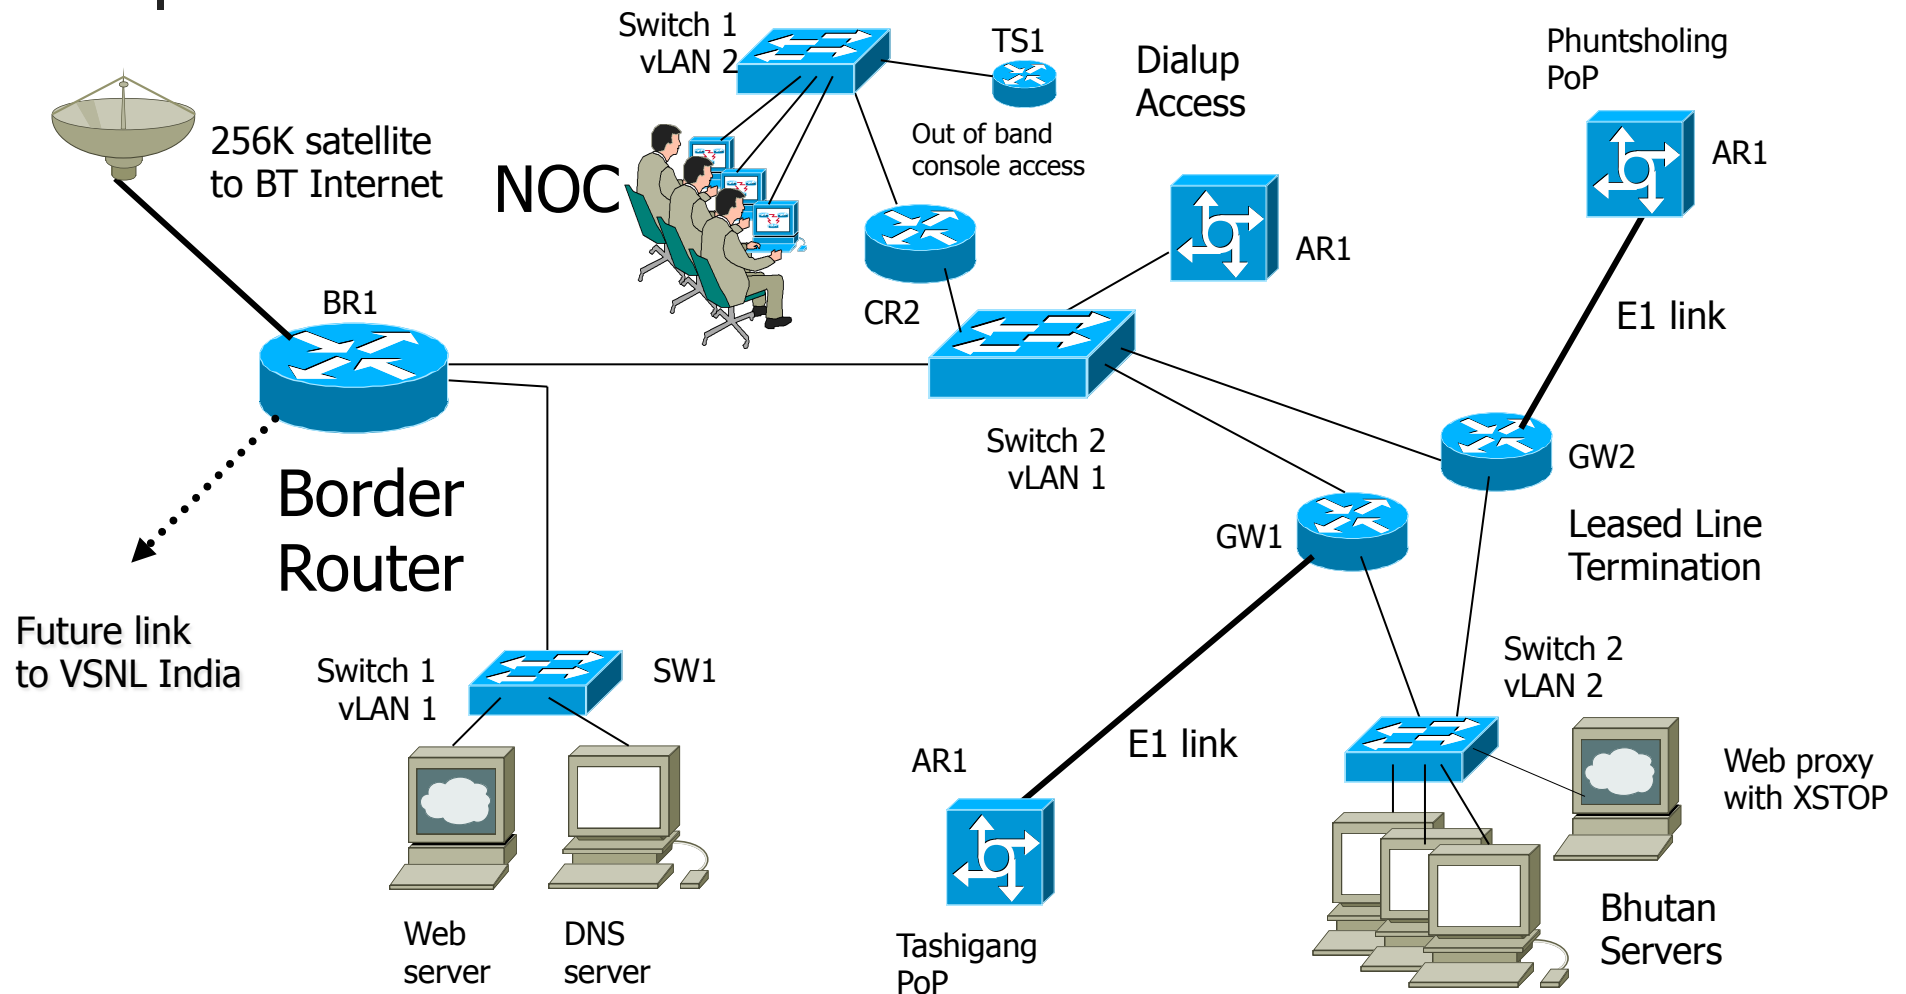 Switch 1
vLAN 2
TS1
Dialup
Access
Phuntsholing
PoP
256K satellite
to BT Internet
Out of band
console access
NOC
AR1
AR1
BR1
CR2
E1 link
Switch 2
vLAN 1
Border
Router
GW2
GW1
Leased Line
Termination
Future link
to VSNL India
Switch 1
vLAN 1
SW1
Switch 2
vLAN 2
E1 link
AR1
Web proxy
with XSTOP
Web
server
DNS
server
Tashigang
PoP
Bhutan
Servers